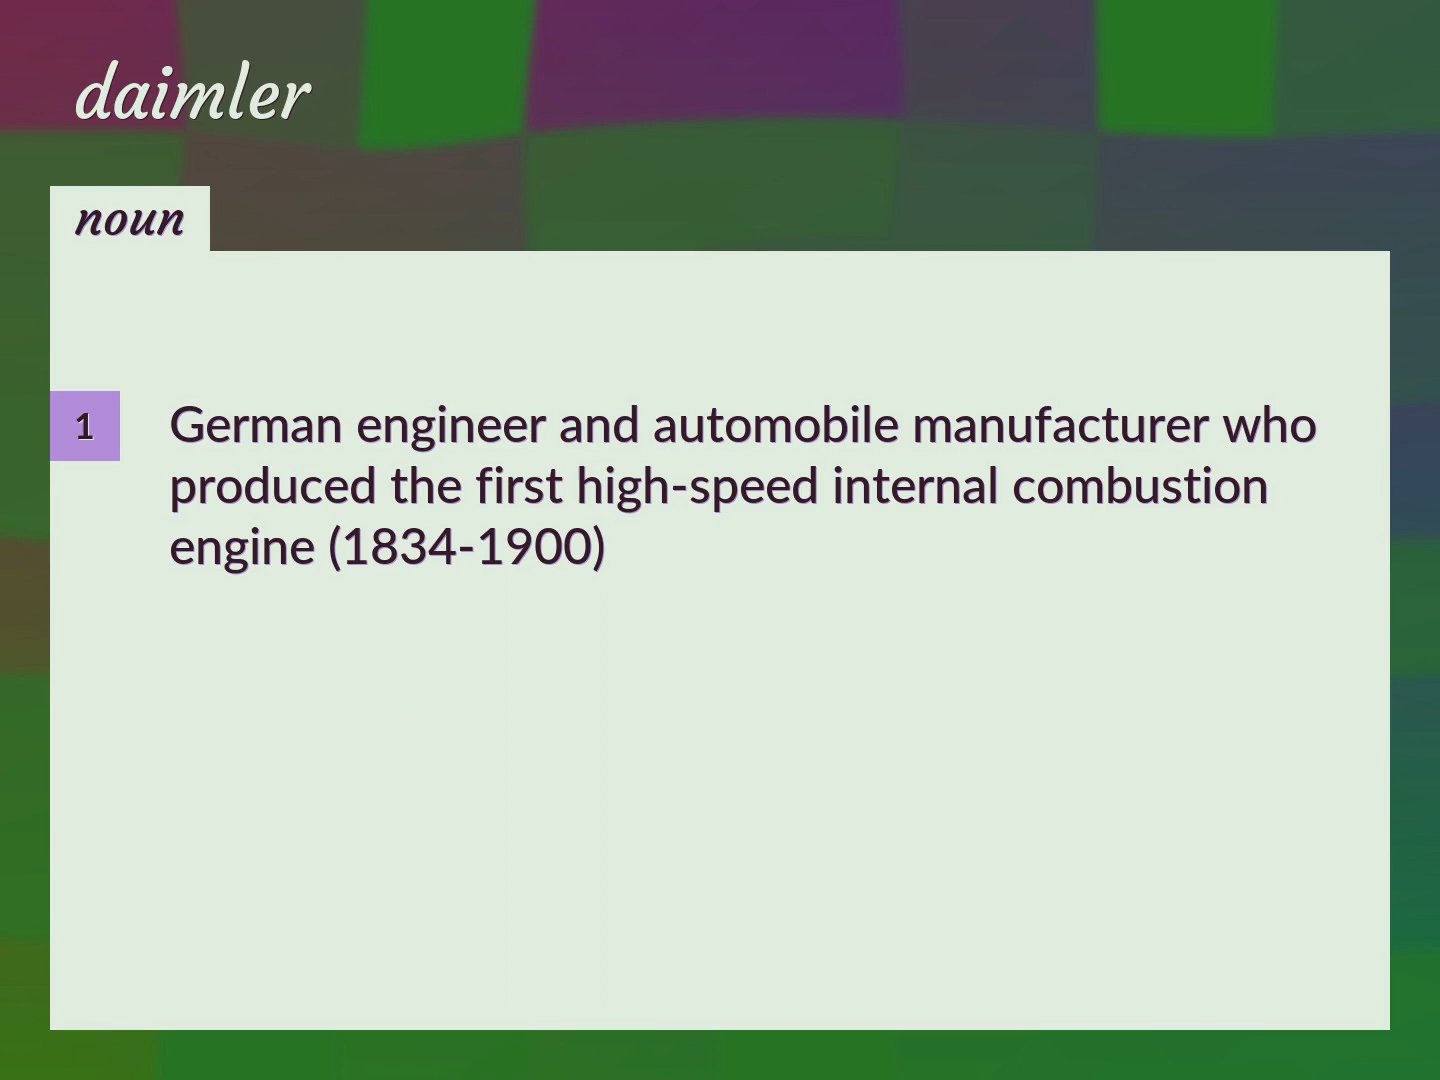 daimler
noun
1
German engineer and automobile manufacturer who
produced the first high-speed internal combustion
engine (1834-1900)